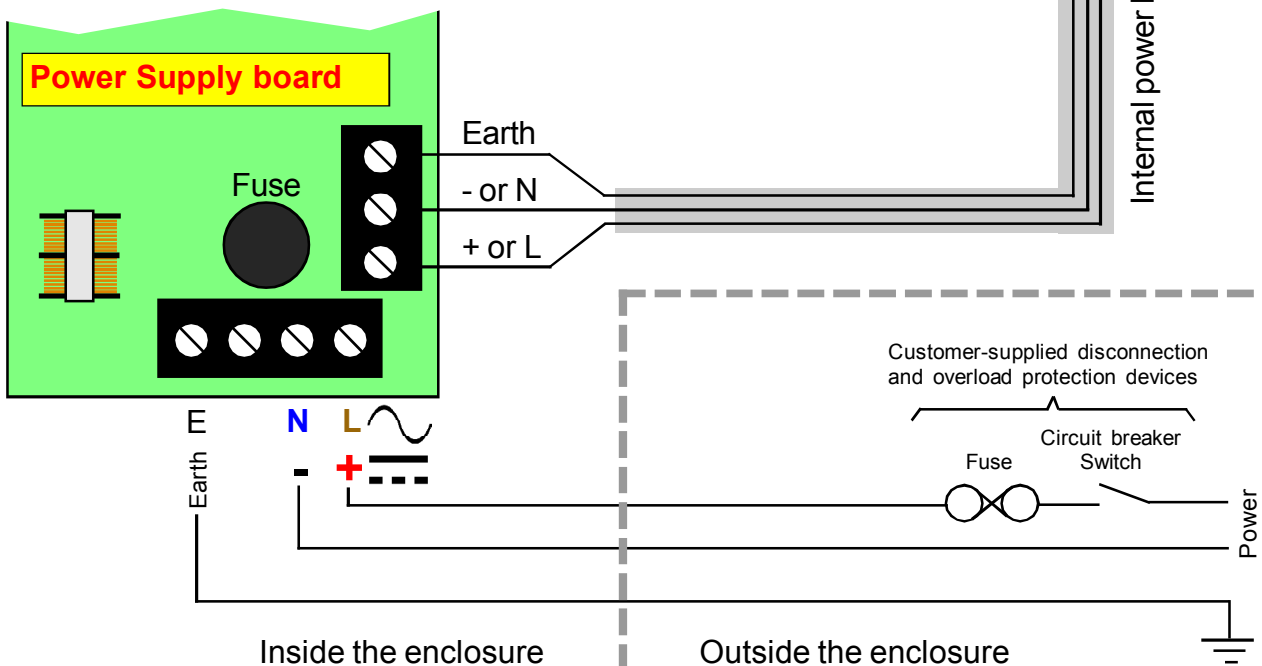 Power Supply board
Internal power
Earth
Fuse
- or N
+ or L
Customer-supplied disconnection
and overload protection devices
E N L
- +
Earth
Circuit breaker
Fuse Switch
Power
Inside the enclosure Outside the enclosure